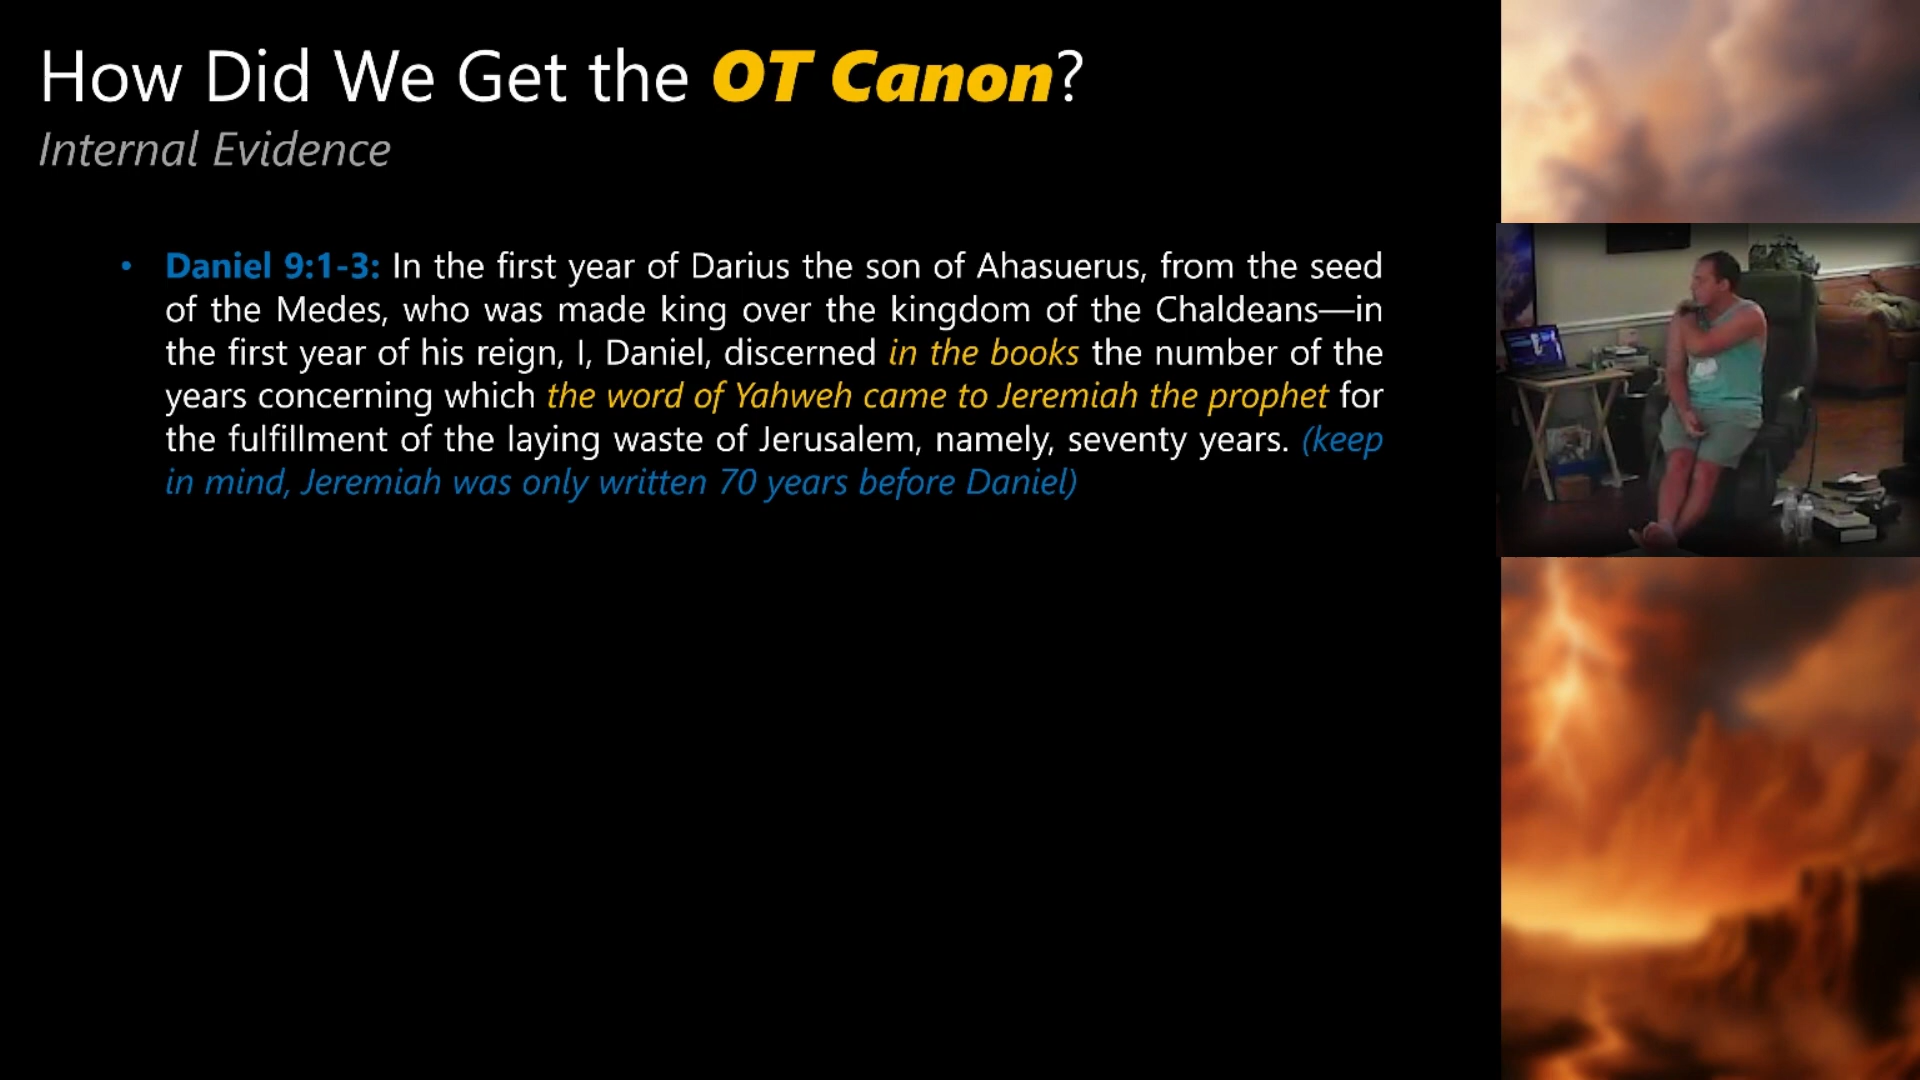 How Did We Get the OT Canon?
Internal Evidence
• Daniel 9:1-3: In the first year of Darius the son of Ahasuerus, from the seed
of the Medes, who was made king over the kingdom of the Chaldeans—in
the first year of his reign, I, Daniel, discerned in the books the number of the
years concerning which the word of Yahweh came to Jeremiah the prophet for
the fulfillment of the laying waste of Jerusalem, namely, seventy years. (keep
in mind, Jeremiah was only written 70 years before Daniel)